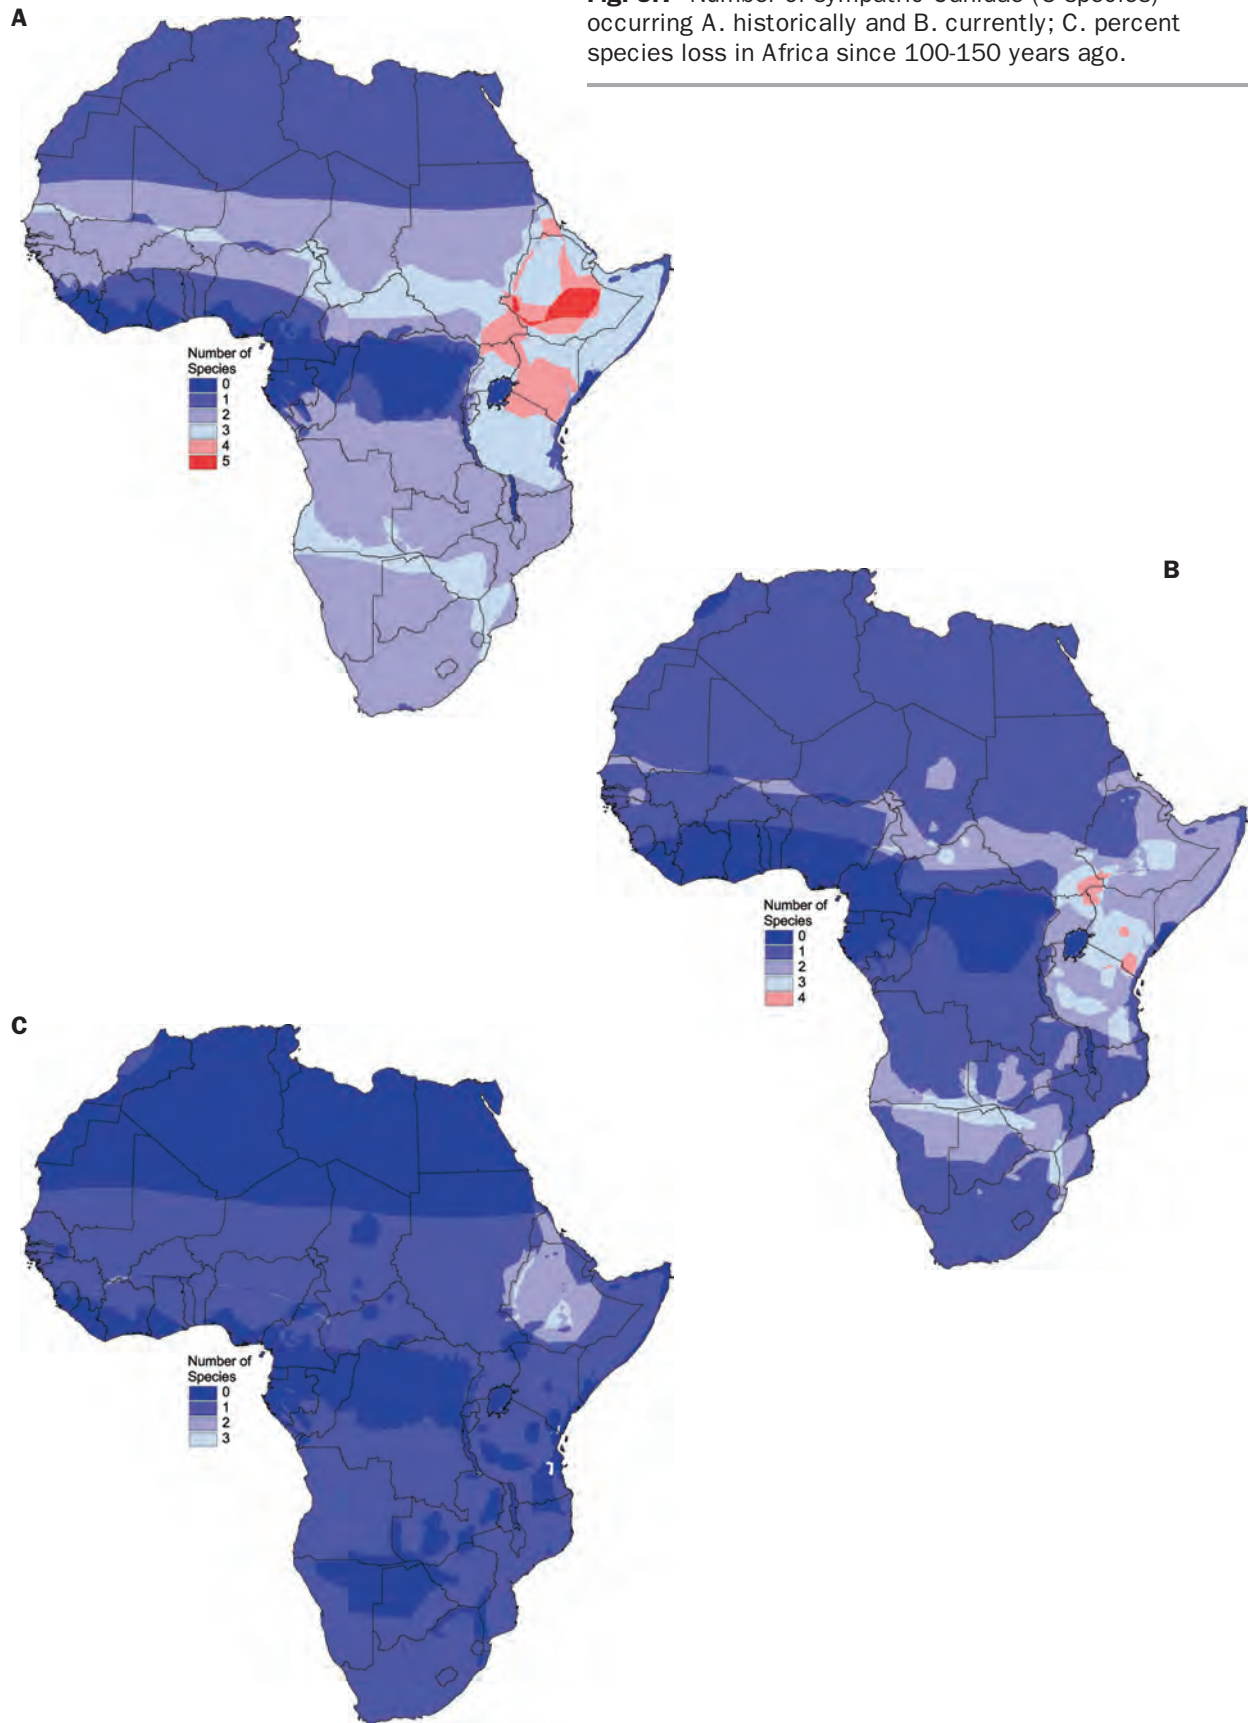 A
occurring A. historically and B. currently; C. percent
species loss in Africa since 100-150 years ago.
Number of
Species
0
1
2
3
4
5
B
Number of
Species
0
1
2
3
4
C
Number of
Species
0
1
2
3